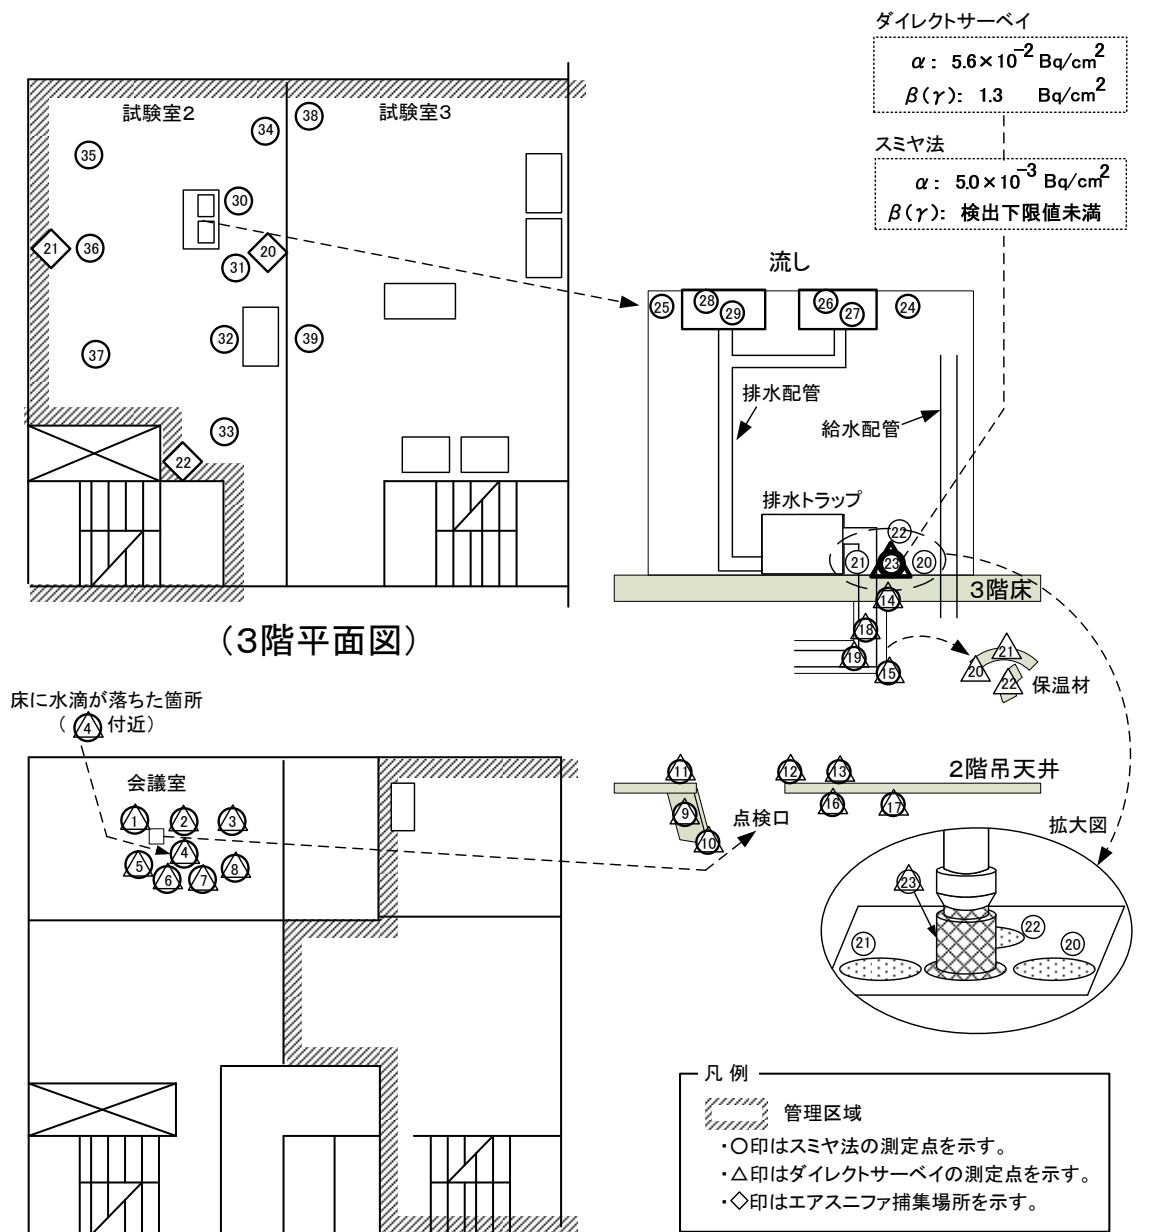 ダイレクトサーベイ
α: 5.6×10⁻² Bq/cm²
β(γ): 1.3 Bq/cm²
スミヤ法
α: 5.0×10⁻³ Bq/cm²
β(γ): 検出下限値未満
試験室2
試験室3
38
34
35
30
21
36
20
31
32
39
37
33
22
(3階平面図)
流し
25
28
29
26
27
24
排水配管
給水配管
排水トラップ
22
21
23
20
3階床
14
18
19
15
20
21
22
保温材
床に水滴が落ちた箇所
( 4 付近)
会議室
1
2
3
4
5
6
7
8
11
12
13
2階吊天井
9
10
16
17
点検口
拡大図
23
22
21
20
凡例
管理区域
・○印はスミヤ法の測定点を示す。
・△印はダイレクトサーベイの測定点を示す。
・◇印はエアスニファ捕集場所を示す。